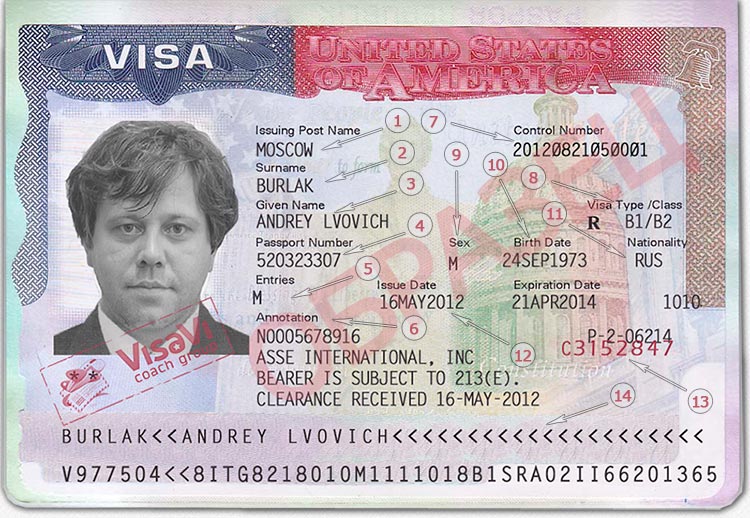 VISA
UNITED STATES OF AMERICA
Issuing Post Name 1 7 Control Number
MOSCOW 20120821050001
Surname 2 9 10 8
BURLAK
Given Name 3 Visa Type /Class
ANDREY LVOVICH 11 R B1/B2
Passport Number 4 Sex Birth Date Nationality
520323307 M 24SEP1973 RUS
Entries 5 Issue Date Expiration Date
M 16MAY2012 21APR2014 1010
Annotation 6
N0005678916 12 P-2-06214
ASSE INTERNATIONAL, INC C3152847
BEARER IS SUBJECT TO 213(E).
CLEARANCE RECEIVED 16-MAY-2012 14 13
Constitution
ОБРАЗЕЦ
VisaVi
coach group
BURLAK<<ANDREY LVOVICH<<<<<<<<<<<<<<<<<<<<<<
V977504<<8ITG8218010M1111018B1SRA02II66201365